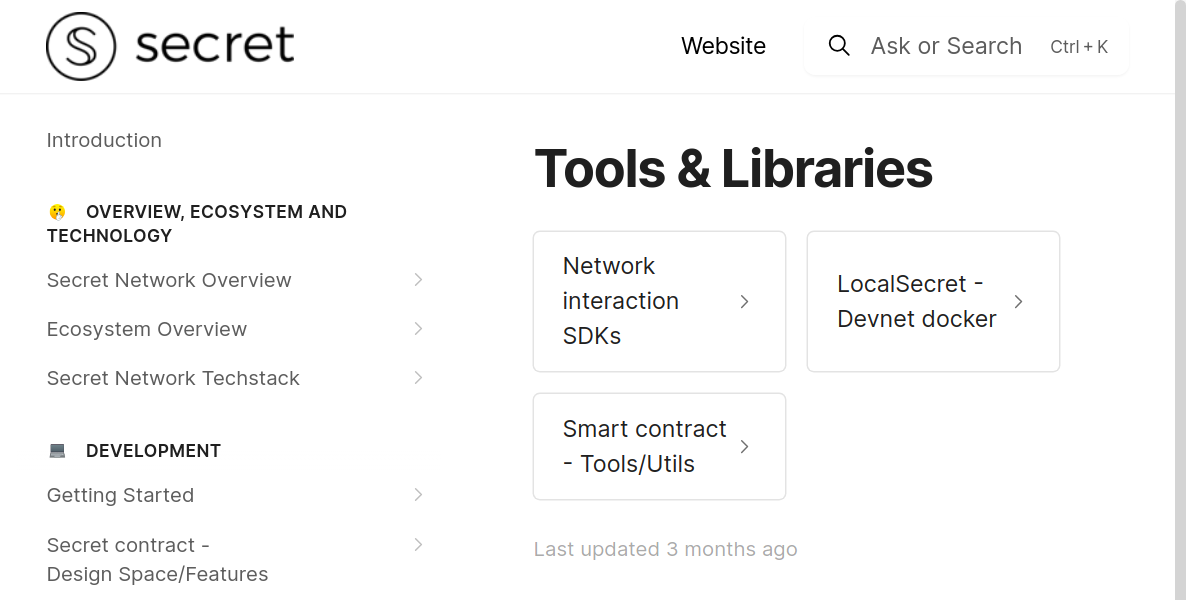 secret
Website
Ask or Search
Ctrl + K
Introduction
OVERVIEW, ECOSYSTEM AND
TECHNOLOGY
Secret Network Overview
Ecosystem Overview
Secret Network Techstack
DEVELOPMENT
Getting Started
Secret contract -
Design Space/Features
Tools & Libraries
Network
interaction
SDKs
LocalSecret -
Devnet docker
Smart contract
- Tools/Utils
Last updated 3 months ago